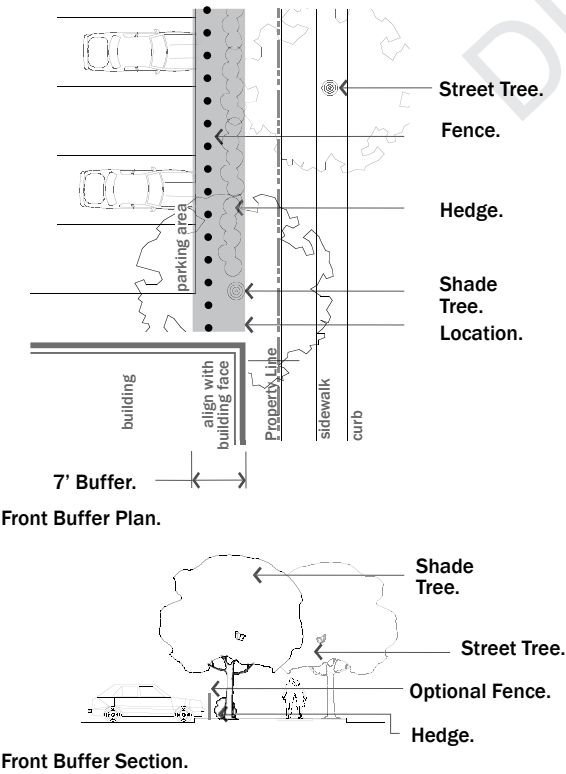 Street Tree.
Fence.
Hedge.
parking area
Shade
Tree.
Location.
building
align with
building face
Property Line
sidewalk
curb
7’ Buffer.
Front Buffer Plan.
Shade
Tree.
Street Tree.
Optional Fence.
Hedge.
Front Buffer Section.